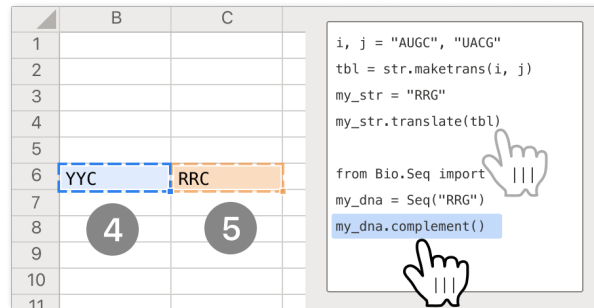 B C
1
2
3
4
5
6 YYC RRC
7
8
4 5
9
10
11
i, j = "AUGC", "UACG"
tbl = str.maketrans(i, j)
my_str = "RRG"
my_str.translate(tbl)
from Bio.Seq import
my_dna = Seq("RRG")
my_dna.complement()